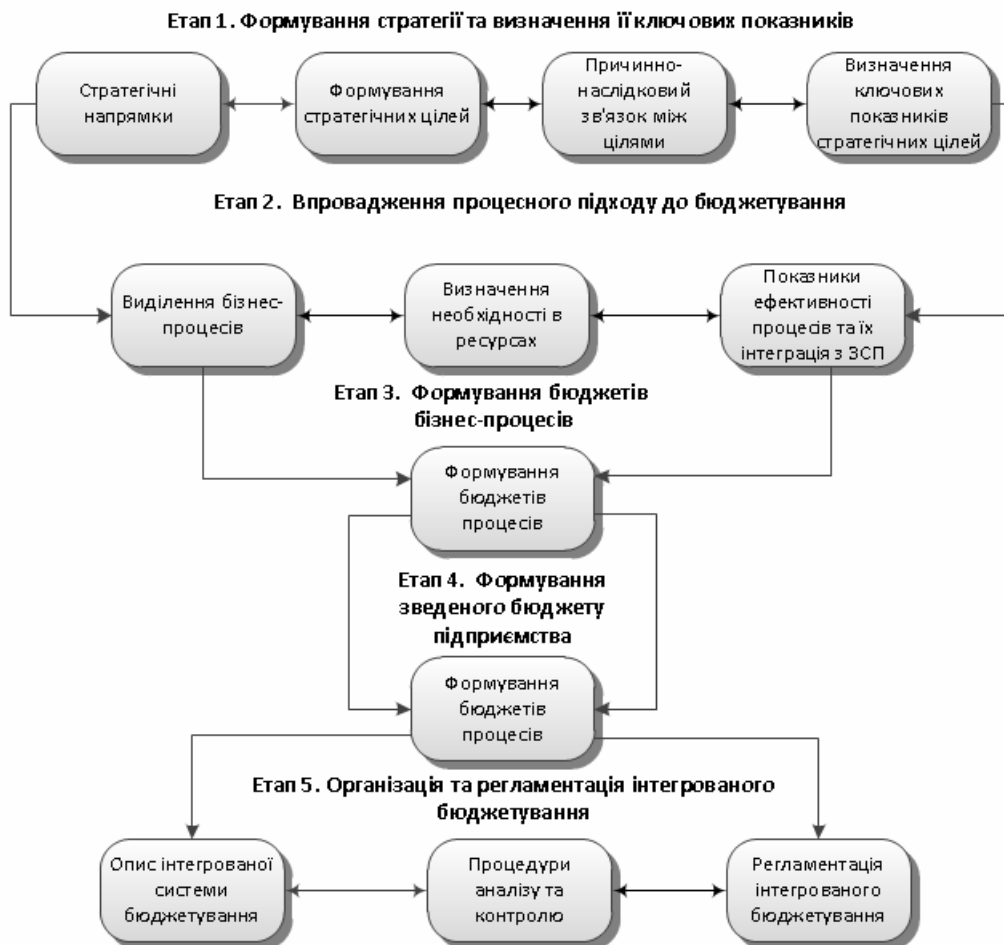 Етап 1. Формування стратегії та визначення її ключових показників
Стратегічні
напрямки
Формування
стратегічних цілей
Причинно-
наслідковий
зв'язок між
цілями
Визначення
ключових
показників
стратегічних цілей
Етап 2. Впровадження процесного підходу до бюджетування
Виділення бізнес-
процесів
Визначення
необхідності в
ресурсах
Показники
ефективності
процесів та їх
інтеграція з ЗСП
Етап 3. Формування бюджетів
бізнес-процесів
Формування
бюджетів
процесів
Етап 4. Формування
зведеного бюджету
підприємства
Формування
бюджетів
процесів
Етап 5. Організація та регламентація інтегрованого
бюджетування
Опис інтегрованої
системи
бюджетування
Процедури
аналізу та
контролю
Регламентація
інтегрованого
бюджетування